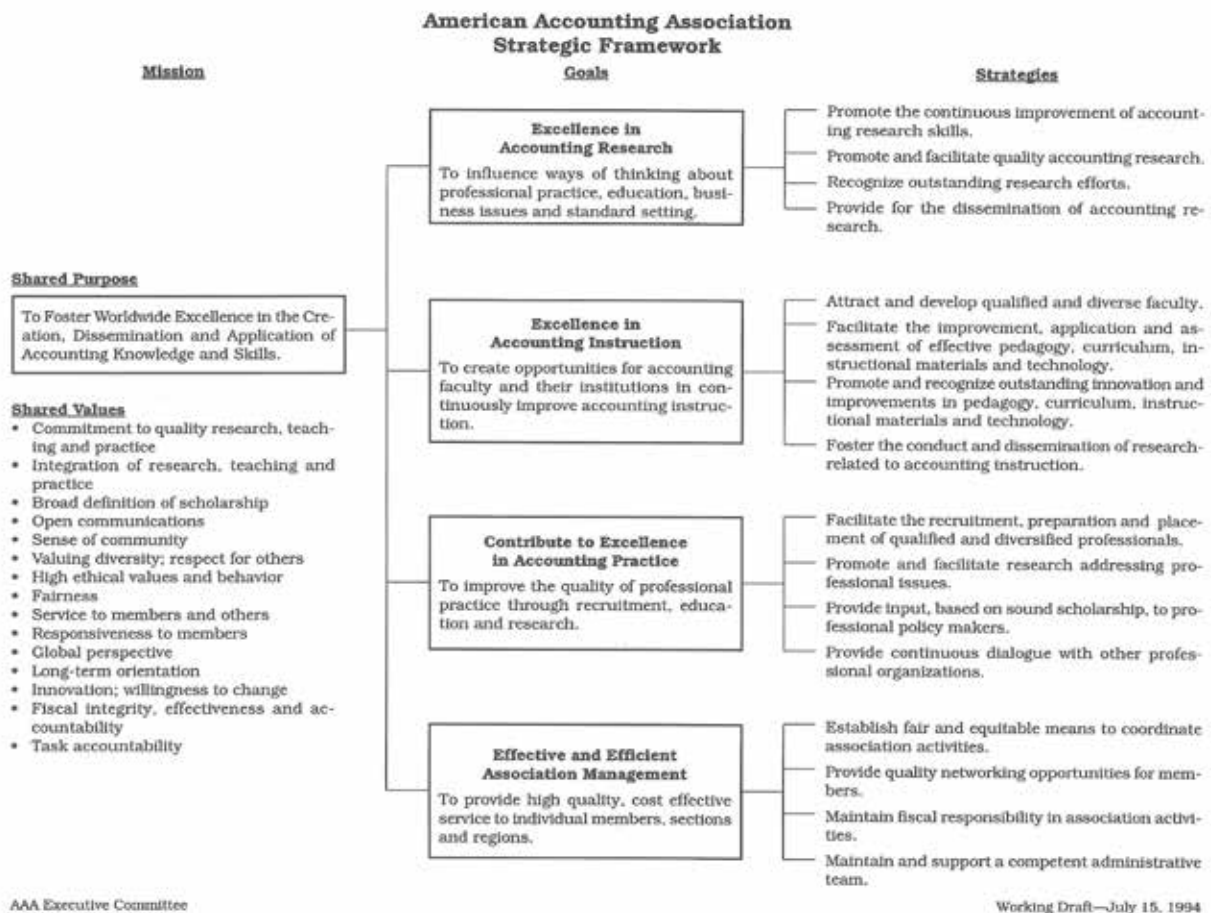 American Accounting Association
Strategic Framework
Mission
Goals
Strategies
Shared Purpose
To Foster Worldwide Excellence in the Cre-
ation, Dissemination and Application of
Accounting Knowledge and Skills.
Shared Values
• Commitment to quality research, teach-
ing and practice
• Integration of research, teaching and
practice
• Broad definition of scholarship
• Open communications
• Sense of community
• Valuing diversity; respect for others
• High ethical values and behavior
• Fairness
• Service to members and others
• Responsiveness to members
• Global perspective
• Long-term orientation
• Innovation; willingness to change
• Fiscal integrity, effectiveness and ac-
countability
• Task accountability
Excellence in
Accounting Research
To influence ways of thinking about
professional practice, education, busi-
ness issues and standard setting.
Promote the continuous improvement of account-
ing research skills.
Promote and facilitate quality accounting research.
Recognize outstanding research efforts.
Provide for the dissemination of accounting re-
search.
Excellence in
Accounting Instruction
To create opportunities for accounting
faculty and their institutions in con-
tinuously improve accounting instruc-
tion.
Attract and develop qualified and diverse faculty.
Facilitate the improvement, application and as-
sessment of effective pedagogy, curriculum, in-
structional materials and technology.
Promote and recognize outstanding innovation and
improvements in pedagogy, curriculum, instruc-
tional materials and technology.
Foster the conduct and dissemination of research-
related to accounting instruction.
Contribute to Excellence
in Accounting Practice
To improve the quality of professional
practice through recruitment, educa-
tion and research.
Facilitate the recruitment, preparation and place-
ment of qualified and diversified professionals.
Promote and facilitate research addressing pro-
fessional issues.
Provide input, based on sound scholarship, to pro-
fessional policy makers.
Provide continuous dialogue with other profes-
sional organizations.
Effective and Efficient
Association Management
To provide high quality, cost effective
service to individual members, sections
and regions.
Establish fair and equitable means to coordinate
association activities.
Provide quality networking opportunities for mem-
bers.
Maintain fiscal responsibility in association activi-
ties.
Maintain and support a competent administrative
team.
AAA Executive Committee
Working Draft—July 15, 1994